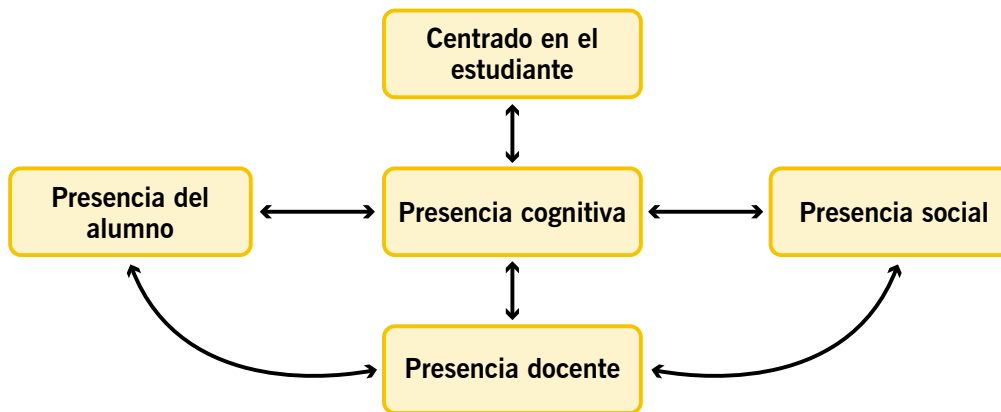 Centrado en el
estudiante
Presencia del
alumno
Presencia cognitiva
Presencia social
Presencia docente